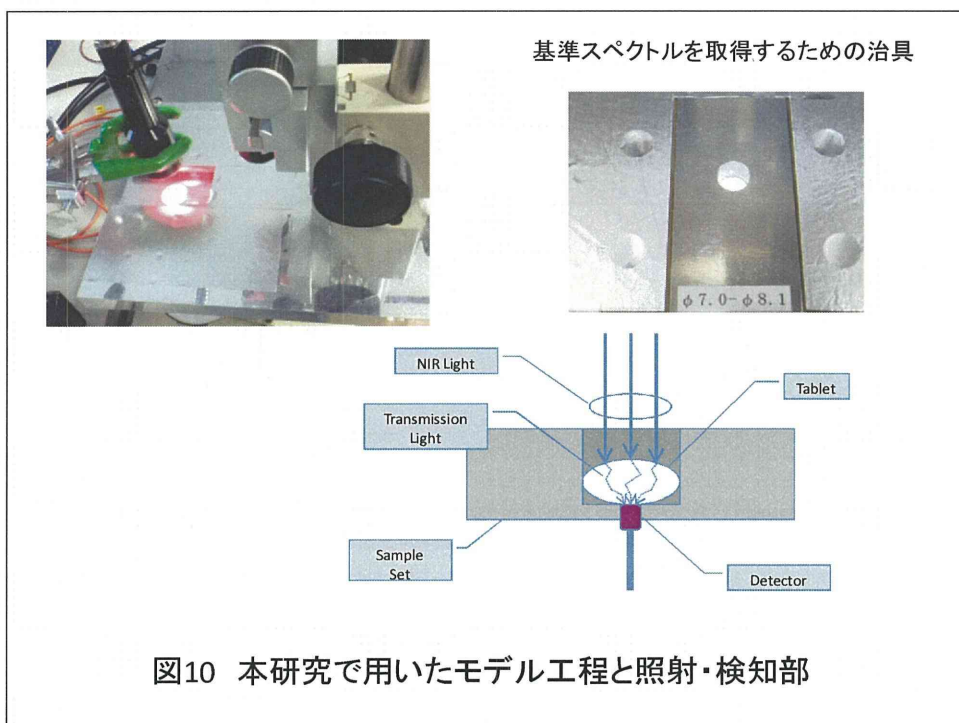 基準スペクトルを取得するための治具
φ7.0-φ8.1
NIR Light
Tablet
Transmission
Light
Sample
Set
Detector
図10 本研究で用いたモデル工程と照射・検知部